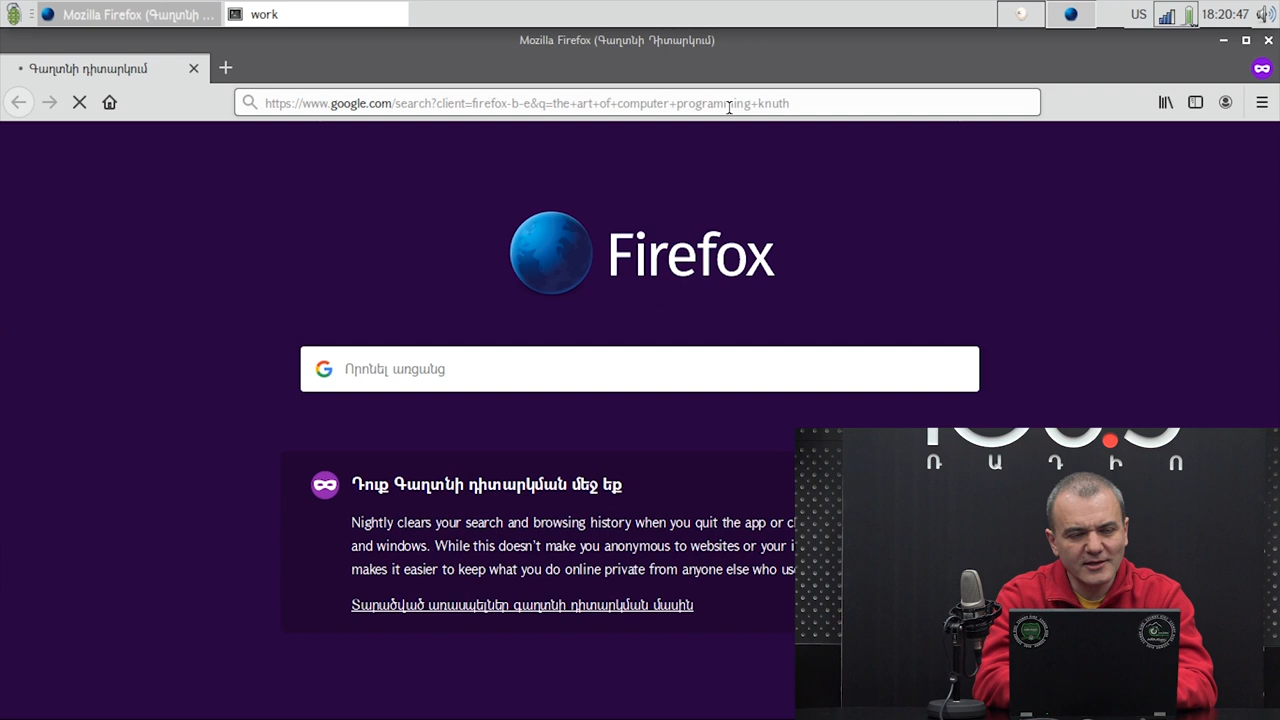 Mozilla Firefox (Գաղտնի ...
work
US
18:20:47
Mozilla Firefox (Գաղտնի Դիտարկում)
Գաղտնի դիտարկում
https://www.google.com/search?client=firefox-b-e&q=the+art+of+computer+programming+knuth
Firefox
Որոնել առցանց
Դուք Գաղտնի դիտարկման մեջ եք
Nightly clears your search and browsing history when you quit the app or c
and windows. While this doesn't make you anonymous to websites or your i
makes it easier to keep what you do online private from anyone else who us
Տարածված առասպելներ գաղտնի դիտարկման մասին
ՌԱԴԻՈ